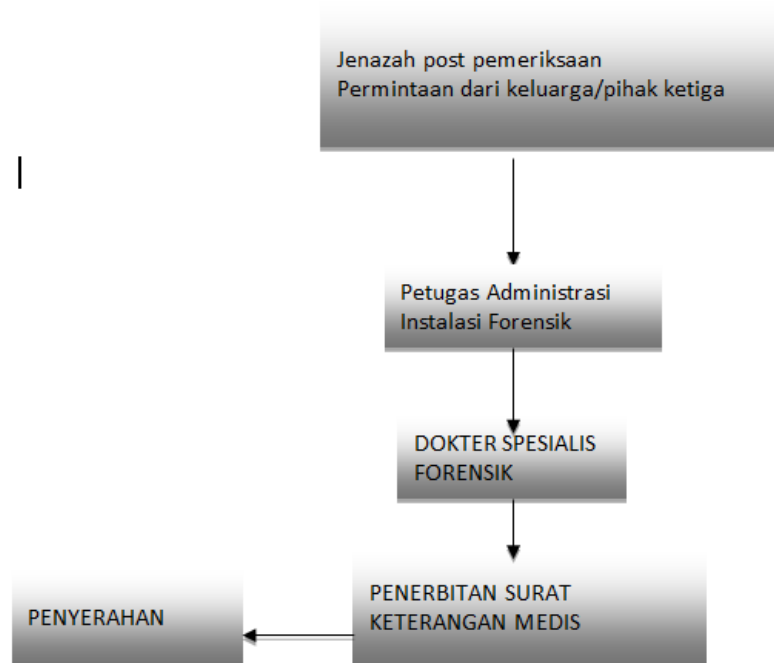 Jenazah post pemeriksaan
Permintaan dari keluarga/pihak ketiga
Petugas Administrasi
Instalasi Forensik
DOKTER SPESIALIS
FORENSIK
PENERBITAN SURAT
KETERANGAN MEDIS
PENYERAHAN